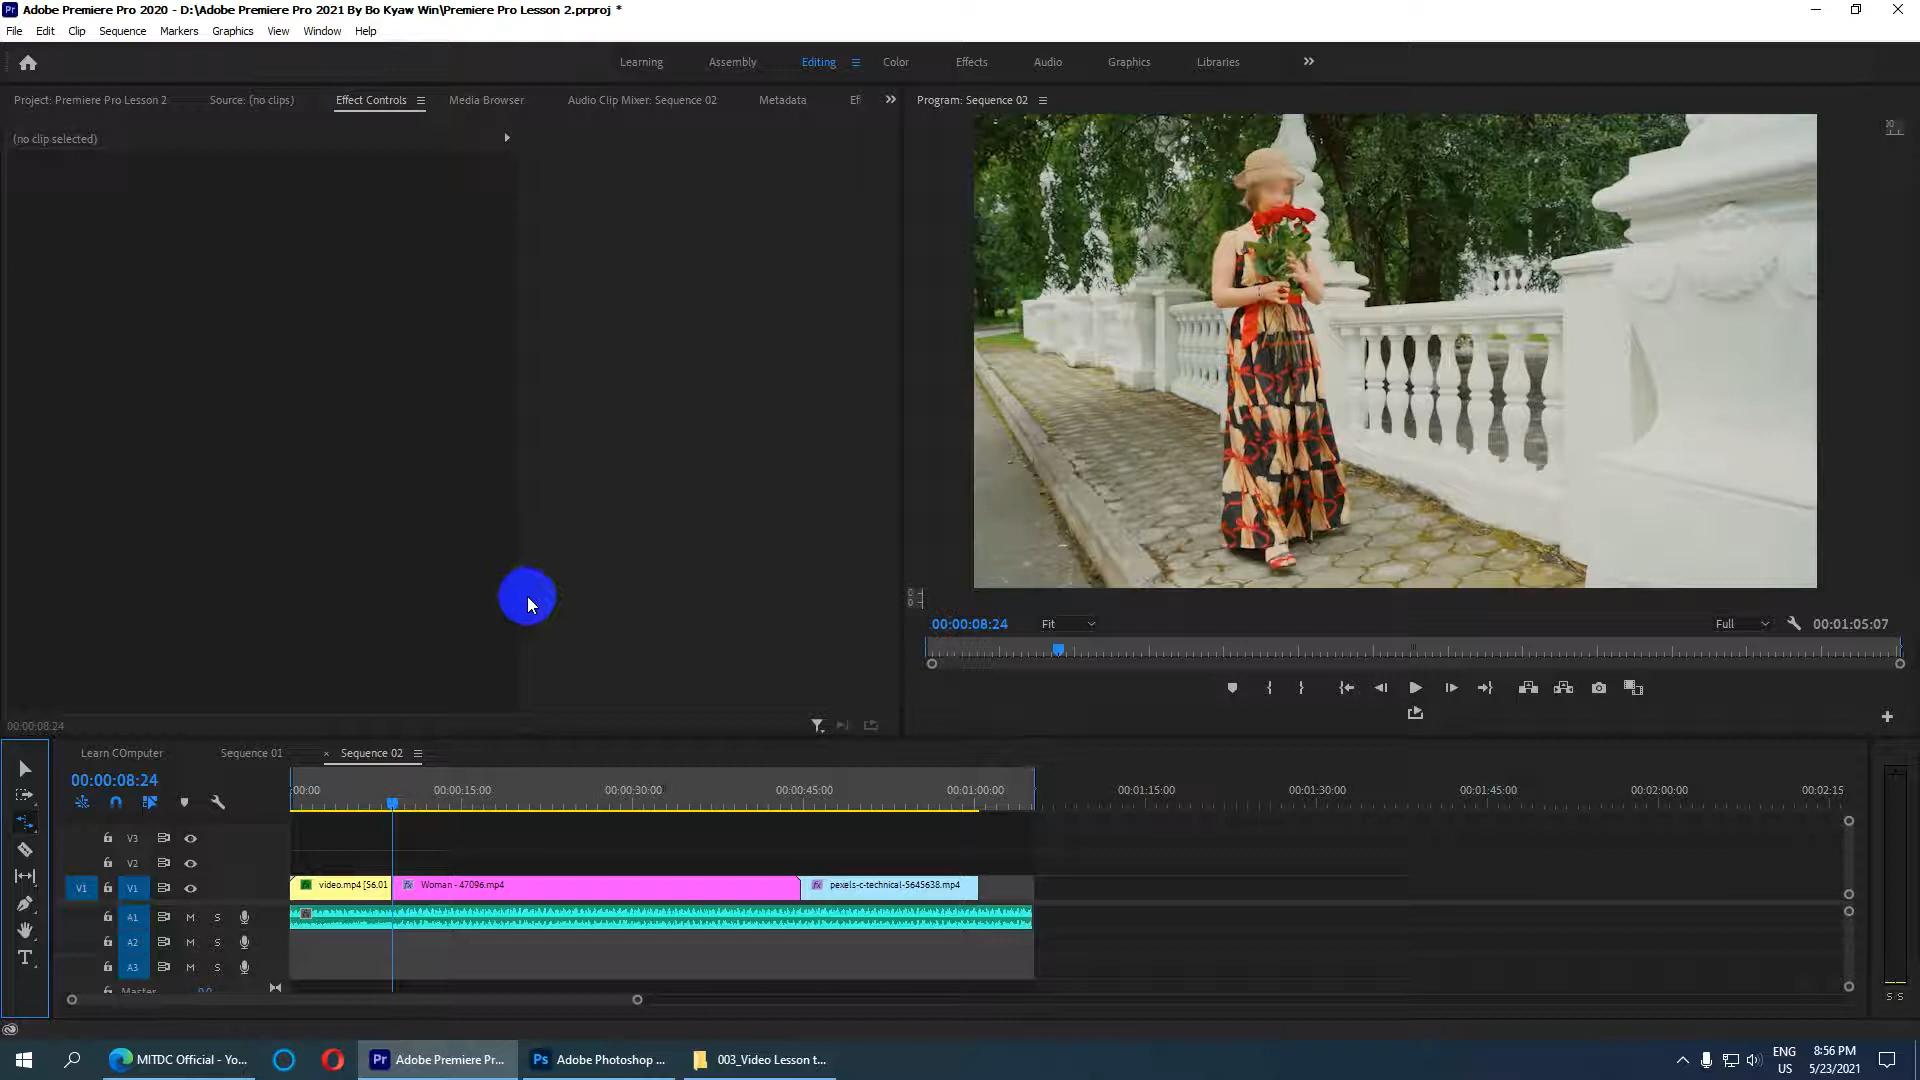 Adobe Premiere Pro 2020 - D:\Adobe Premiere Pro 2021 By Bo Kyaw Win\Premiere Pro Lesson 2.prproj *
File Edit Clip Sequence Markers Graphics View Window Help
Learning Assembly Editing Color Effects Audio Graphics Libraries
Project: Premiere Pro Lesson 2 Source: (no clips) Effect Controls Media Browser Audio Clip Mixer: Sequence 02 Metadata Ef
Program: Sequence 02
(no clip selected)
00:00:08:24 Fit Full 00:01:05:07
00:00:08:24
Learn COmputer Sequence 01 × Sequence 02
00:00:08:24
:00:00 00:00:15:00 00:00:30:00 00:00:45:00 00:01:00:00 00:01:15:00 00:01:30:00 00:01:45:00 00:02:00:00 00:02:15
V3
V2
V1 V1 video.mp4 [56.01 Woman - 47096.mp4 pexels-c-technical-5645638.mp4
A1 M S
A2 M S
A3 M S
Master 0.0
S S
MITDC Official - Yo... Adobe Premiere Pr... Adobe Photoshop ... 003_Video Lesson t...
ENG
US
8:56 PM
5/23/2021